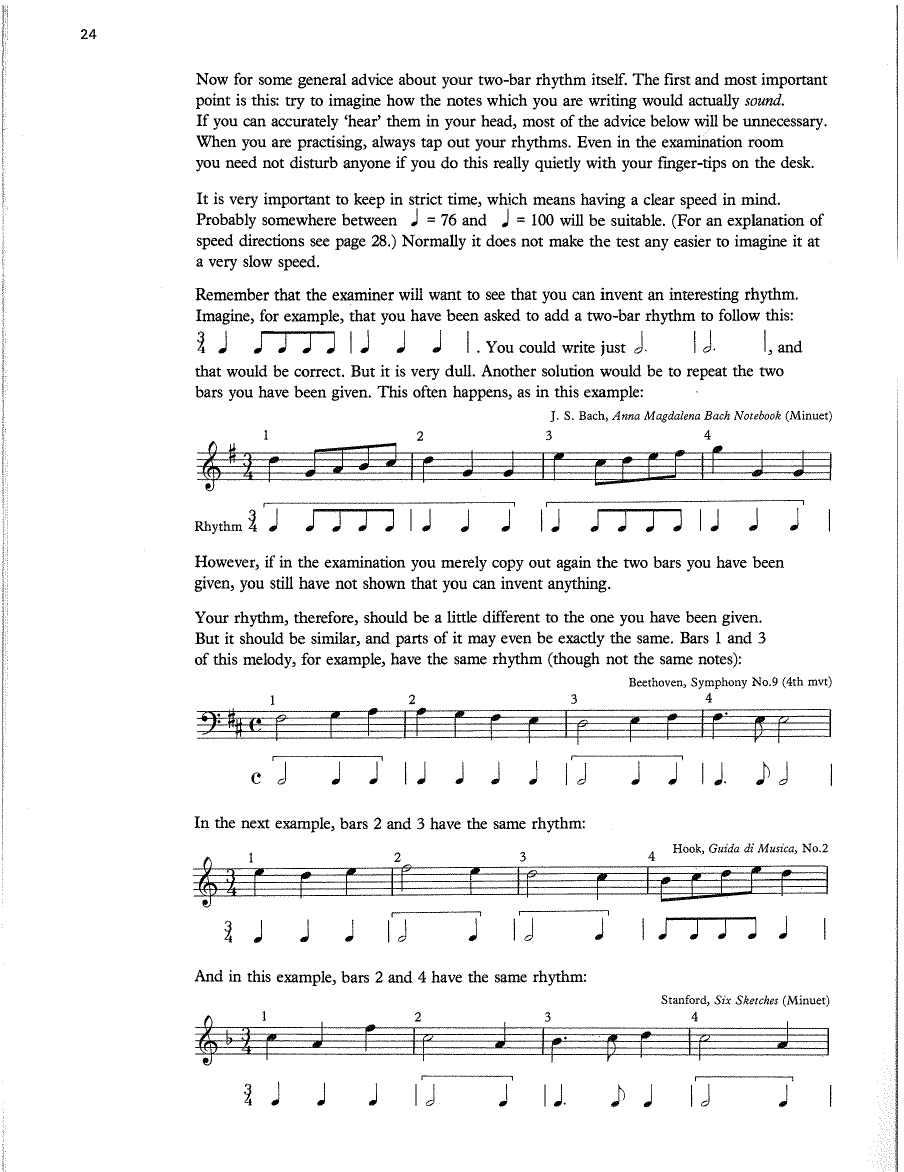 24
Now for some general advice about your two-bar rhythm itself. The first and most important
point is this: try to imagine how the notes which you are writing would actually sound.
If you can accurately ‘hear’ them in your head, most of the advice below will be unnecessary.
When you are practising, always tap out your rhythms. Even in the examination room
you need not disturb anyone if you do this really quietly with your finger-tips on the desk.
It is very important to keep in strict time, which means having a clear speed in mind.
Probably somewhere between ♩ = 76 and ♩ = 100 will be suitable. (For an explanation of
speed directions see page 28.) Normally it does not make the test any easier to imagine it at
a very slow speed.
Remember that the examiner will want to see that you can invent an interesting rhythm.
Imagine, for example, that you have been asked to add a two-bar rhythm to follow this:
3 4 . You could write just , and
that would be correct. But it is very dull. Another solution would be to repeat the two
bars you have been given. This often happens, as in this example:
J. S. Bach, Anna Magdalena Bach Notebook (Minuet)
1 2 3 4
3 4
Rhythm 3 4
However, if in the examination you merely copy out again the two bars you have been
given, you still have not shown that you can invent anything.
Your rhythm, therefore, should be a little different to the one you have been given.
But it should be similar, and parts of it may even be exactly the same. Bars 1 and 3
of this melody, for example, have the same rhythm (though not the same notes):
Beethoven, Symphony No.9 (4th mvt)
1 2 3 4
C
In the next example, bars 2 and 3 have the same rhythm:
Hook, Guida di Musica, No.2
1 2 3 4
3 4
3 4
And in this example, bars 2 and 4 have the same rhythm:
Stanford, Six Sketches (Minuet)
1 2 3 4
3 4
3 4